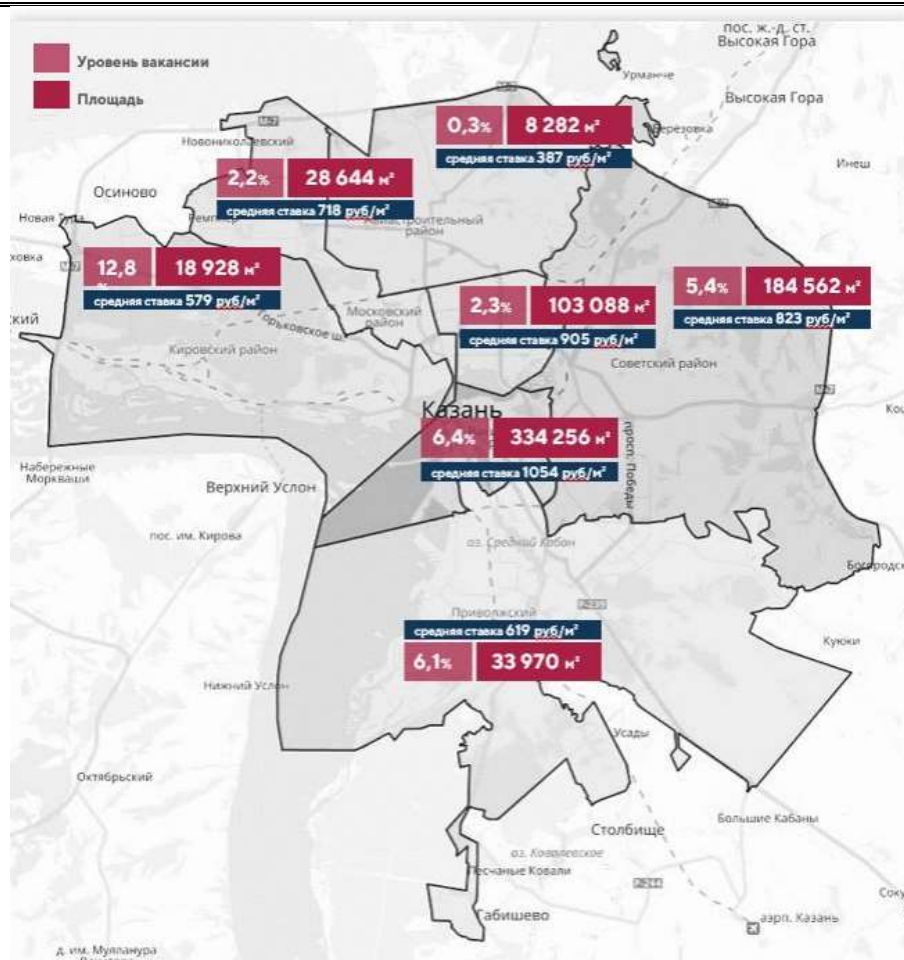 пос. ж.-д. ст.
Высокая Гора
Уровень вакансии
Площадь
Урманче
Высокая Гора
0,3% 8 282 м²
средняя ставка 387 руб/м²
Новониколаевский
Инеш
2,2% 28 644 м²
средняя ставка 718 руб/м²
Осиново
район
12,8 % 18 928 м²
средняя ставка 579 руб/м²
5,4% 184 562 м²
средняя ставка 823 руб/м²
2,3% 103 088 м²
средняя ставка 905 руб/м²
Московский
район
Горьковское ш.
Кировский район
Советский район
Казань
6,4% 334 256 м²
средняя ставка 1054 руб/м²
просп. Победы
Набережные
Моркваши
Верхний Услон
пос. им. Кирова
оз. Средний Кабан
Приволжский
средняя ставка 619 руб/м²
6,1% 33 970 м²
Куюки
Нижний Услон
Усады
Октябрьский
Большие Кабаны
Столбище
оз. Ковалевское
Песчаные Ковали
Габишево
аэрп. Казань
д. им. Мулланура